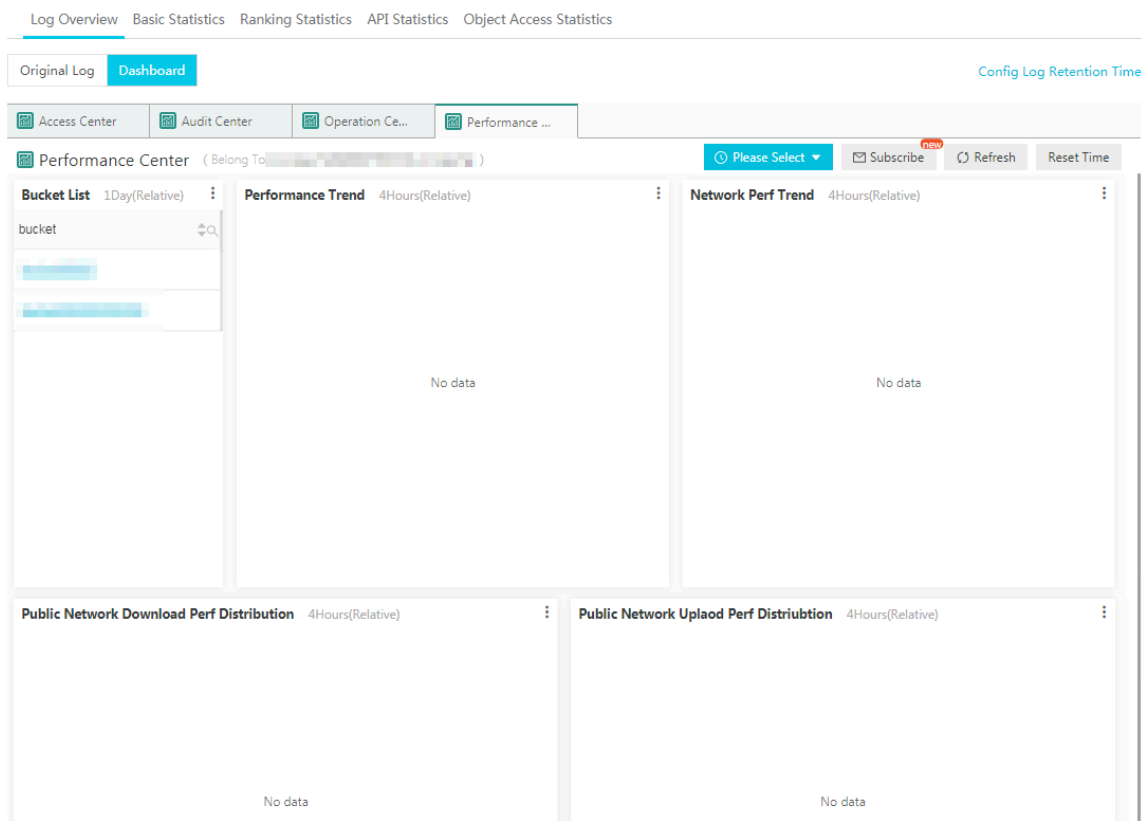 Log Overview Basic Statistics Ranking Statistics API Statistics Object Access Statistics
Original Log Dashboard Config Log Retention Time
Access Center Audit Center Operation Ce... Performance ...
new
Performance Center ( Belong To ) Please Select Subscribe Refresh Reset Time
Bucket List 1Day(Relative) Performance Trend 4Hours(Relative) Network Perf Trend 4Hours(Relative)
bucket
No data No data
Public Network Download Perf Distribution 4Hours(Relative) Public Network Uplaod Perf Distriubtion 4Hours(Relative)
No data No data